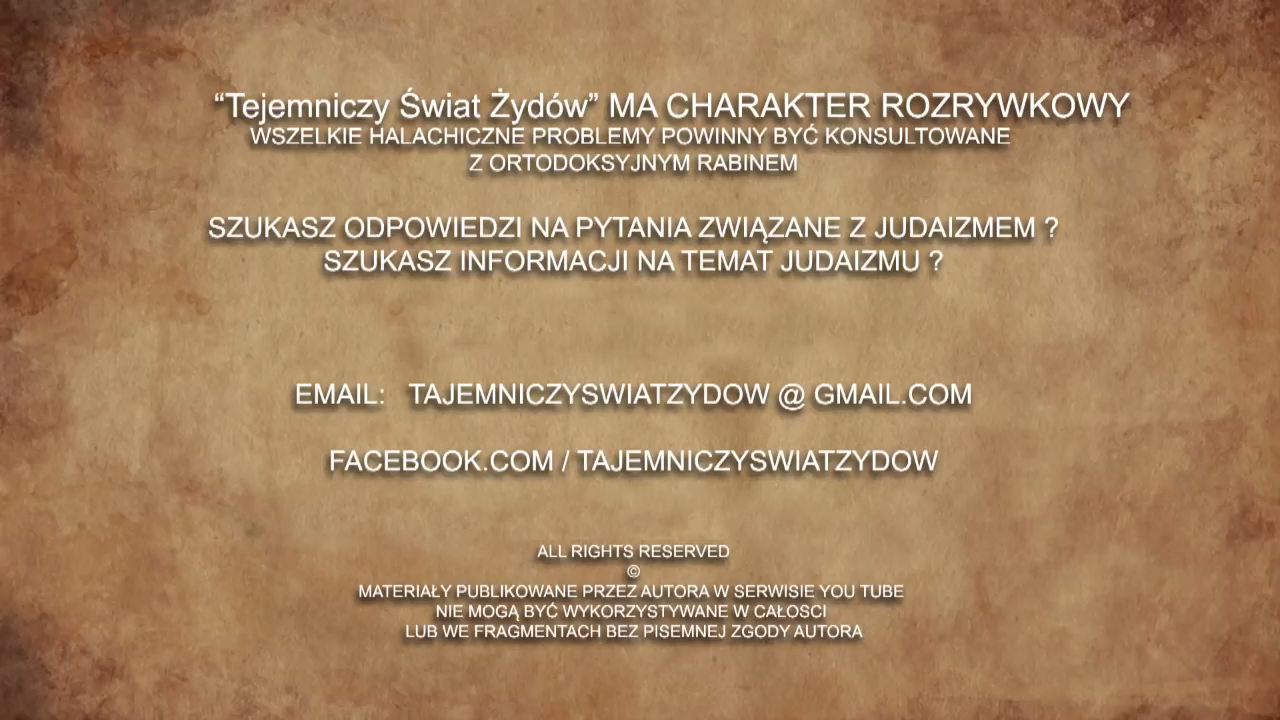 “Tejemniczy Świat Żydów” MA CHARAKTER ROZRYWKOWY
WSZELKIE HALACHICZNE PROBLEMY POWINNY BYĆ KONSULTOWANE
Z ORTODOKSYJNYM RABINEM
SZUKASZ ODPOWIEDZI NA PYTANIA ZWIĄZANE Z JUDAIZMEM ?
SZUKASZ INFORMACJI NA TEMAT JUDAIZMU ?
EMAIL: TAJEMNICZYSWIATZYDOW @ GMAIL.COM
FACEBOOK.COM / TAJEMNICZYSWIATZYDOW
ALL RIGHTS RESERVED
©
MATERIAŁY PUBLIKOWANE PRZEZ AUTORA W SERWISIE YOU TUBE
NIE MOGĄ BYĆ WYKORZYSTYWANE W CAŁOSCI
LUB WE FRAGMENTACH BEZ PISEMNEJ ZGODY AUTORA